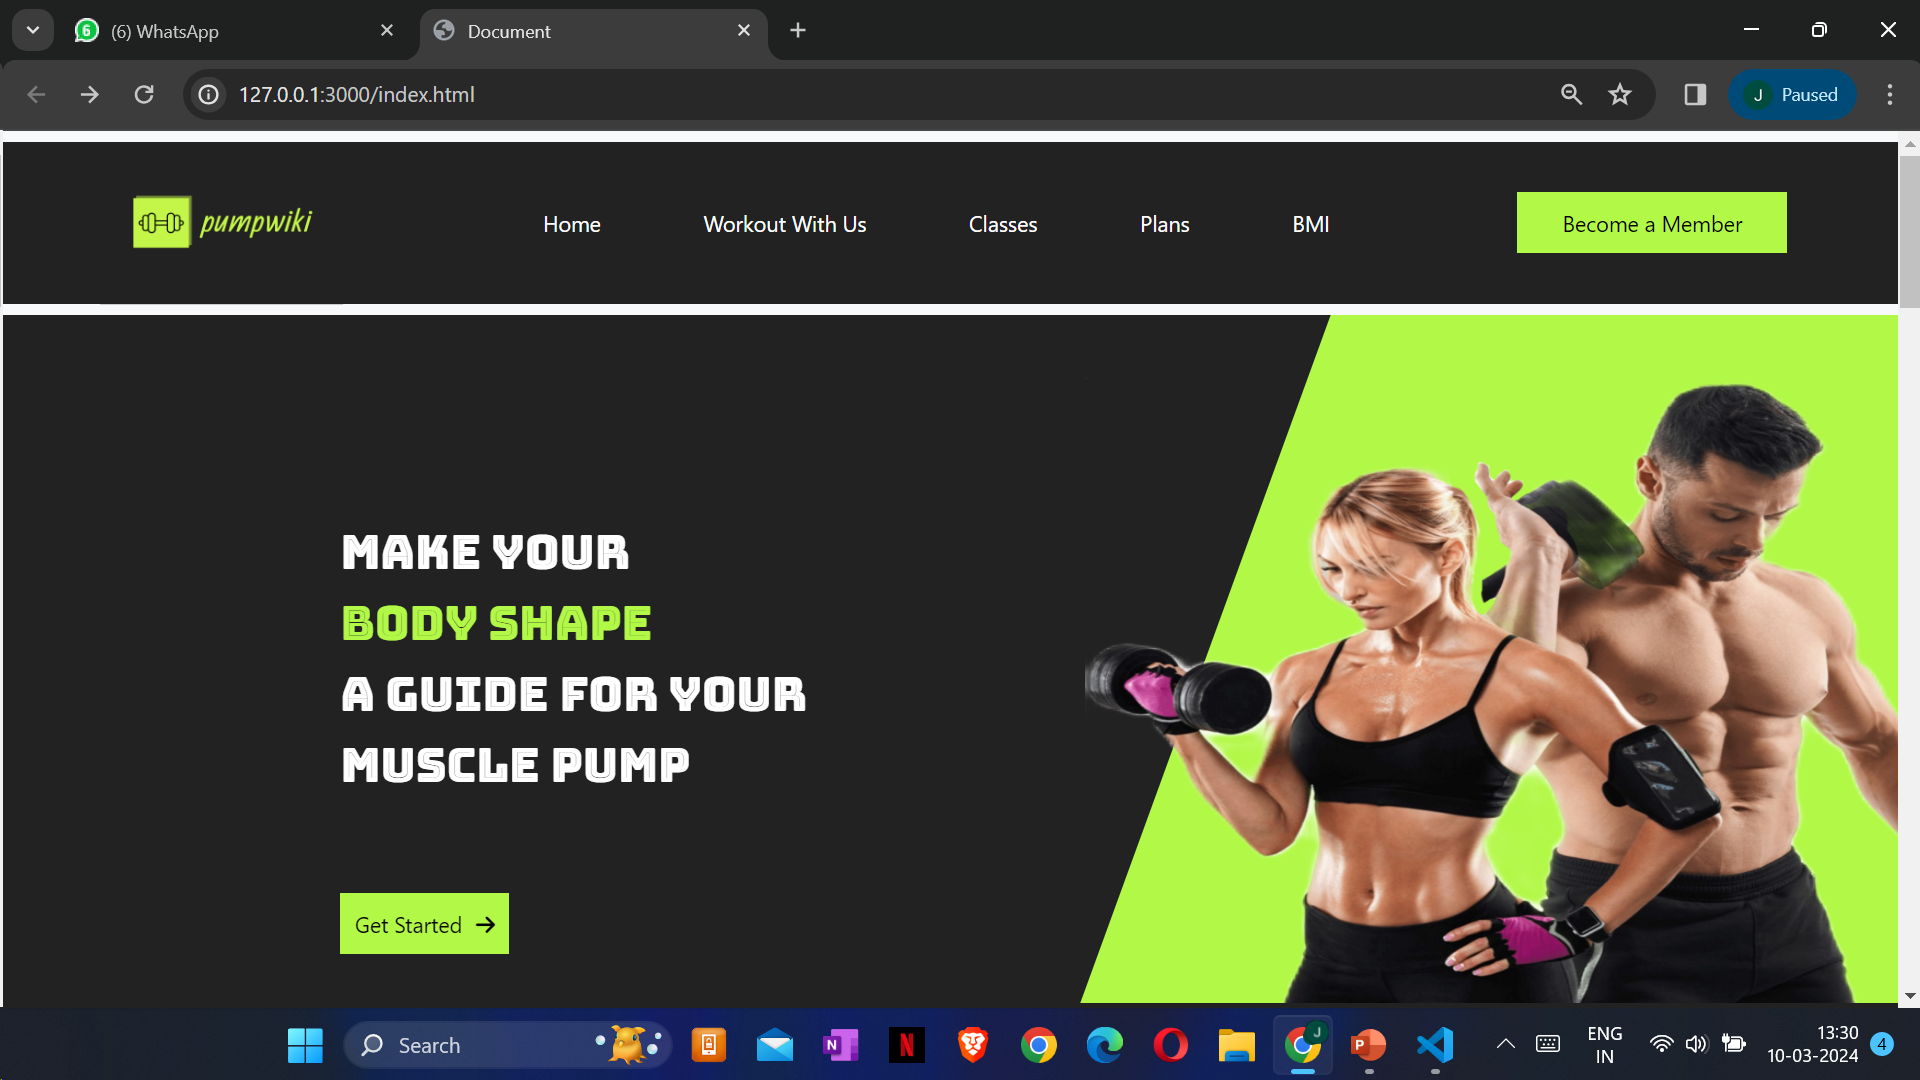 (6) WhatsApp
Document
127.0.0.1:3000/index.html
J Paused
pumpwiki
Home
Workout With Us
Classes
Plans
BMI
Become a Member
MAKE YOUR
BODY SHAPE
A GUIDE FOR YOUR
MUSCLE PUMP
Get Started
Search
ENG
IN
13:30
10-03-2024
4